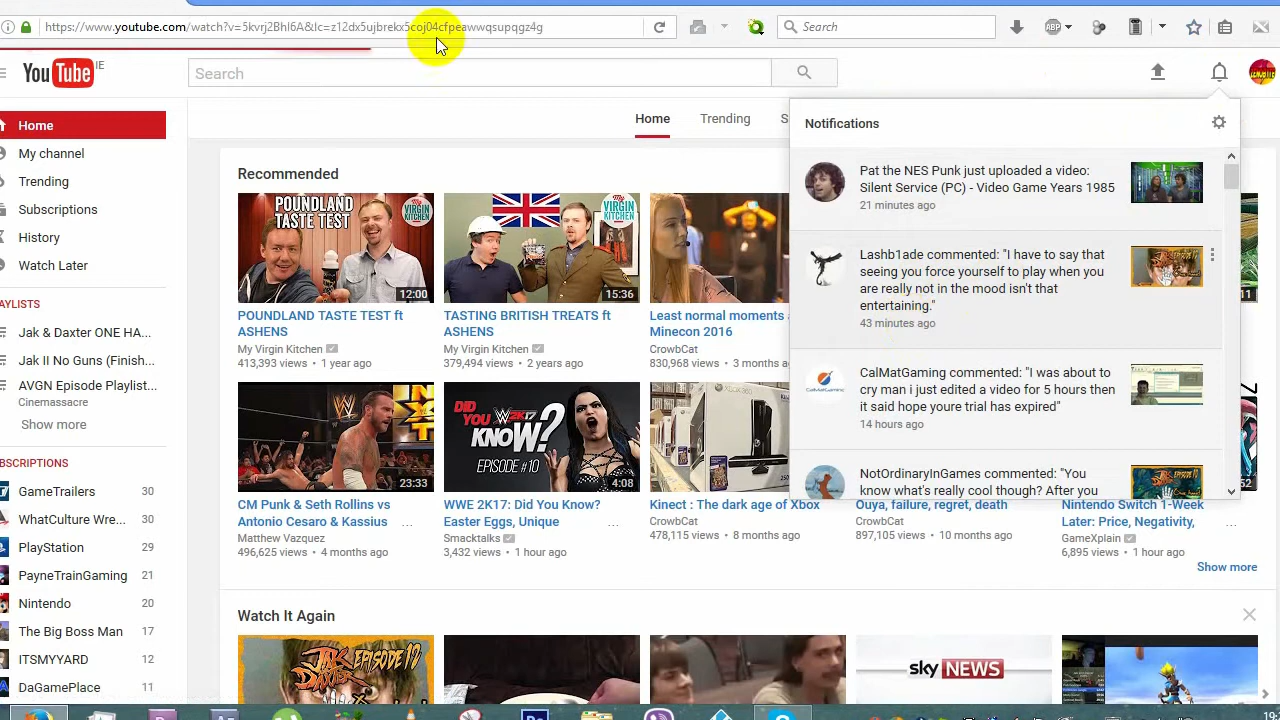 https://www.youtube.com/watch?v=5kvrj2BhI6A&lc=z12dx5ujbrekx5coj04cfpeawwqsupqgz4g
Search
ABP
YouTube IE
Search
Home
My channel
Trending
Subscriptions
History
Watch Later
AYLISTS
Jak & Daxter ONE HA...
Jak II No Guns (Finish...
AVGN Episode Playlist...
Cinemassacre
Show more
BSCRIPTIONS
GameTrailers 30
WhatCulture Wre... 30
PlayStation 29
PayneTrainGaming 21
Nintendo 20
The Big Boss Man 17
ITSMYYARD 12
DaGamePlace 11
Home
Trending
S
Recommended
POUNDLAND TASTE TEST
MY VIRGIN KITCHEN
12:00
POUNDLAND TASTE TEST ft
ASHENS
My Virgin Kitchen
413,393 views • 1 year ago
MY VIRGIN KITCHEN
15:36
TASTING BRITISH TREATS ft
ASHENS
My Virgin Kitchen
379,494 views • 2 years ago
Least normal moments a
Minecon 2016
CrowbCat
830,968 views • 3 months a
NXT
23:33
CM Punk & Seth Rollins vs
Antonio Cesaro & Kassius ...
Matthew Vazquez
496,625 views • 4 months ago
DID YOU KNOW?
WWE 2K17
EPISODE #10
4:08
WWE 2K17: Did You Know?
Easter Eggs, Unique ...
Smacktalks
3,432 views • 1 hour ago
Kinect : The dark age of Xbox
CrowbCat
478,115 views • 8 months ago
Ouya, failure, regret, death
CrowbCat
897,105 views • 10 months ago
Nintendo Switch 1-Week
Later: Price, Negativity, ...
GameXplain
6,895 views • 1 hour ago
Show more
Notifications
Pat the NES Punk just uploaded a video:
Silent Service (PC) - Video Game Years 1985
21 minutes ago
Lashb1ade commented: "I have to say that
seeing you force yourself to play when you
are really not in the mood isn't that
entertaining."
43 minutes ago
CalMatGaming
CalMatGaming commented: "I was about to
cry man i just edited a video for 5 hours then
it said hope youre trial has expired"
14 hours ago
NotOrdinaryInGames commented: "You
know what's really cool though? After you
Watch It Again
JAK EPISODE
sky NEWS